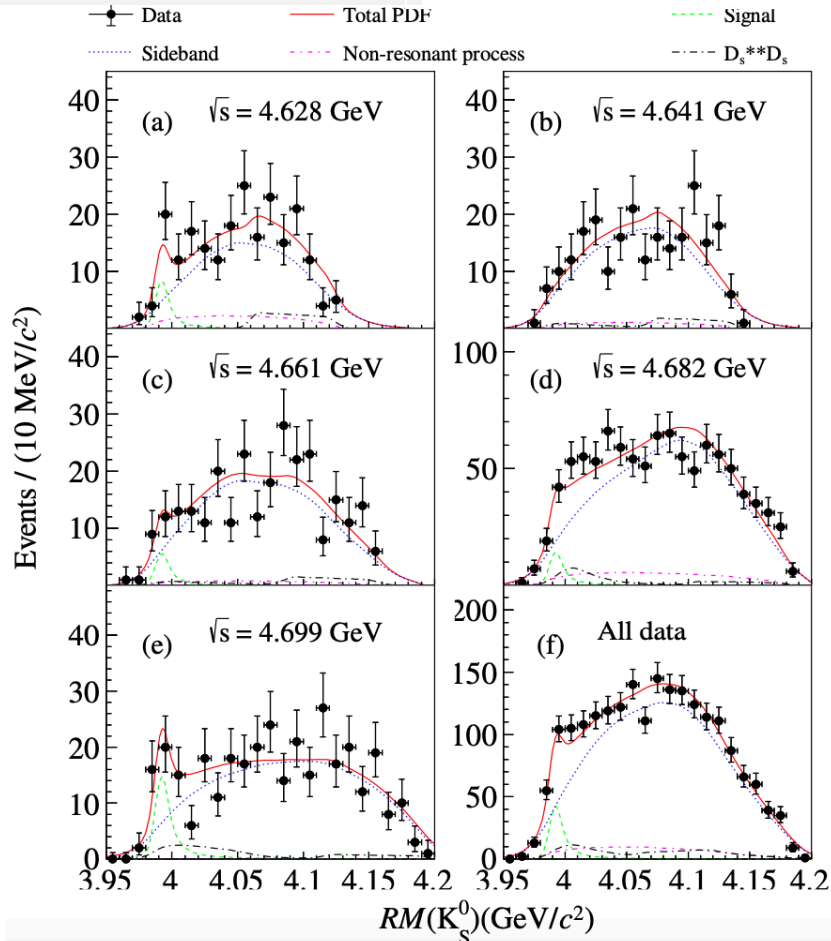 Data Total PDF Signal
Sideband Non-resonant process D_s**D_s
(a) √s = 4.628 GeV
(b) √s = 4.641 GeV
40
30
20
10
40
30
20
10
(c) √s = 4.661 GeV
(d) √s = 4.682 GeV
40
30
20
10
100
50
(e) √s = 4.699 GeV
(f) All data
40
30
20
10
0
200
150
100
50
0
3.95 4 4.05 4.1 4.15 4.2
3.95 4 4.05 4.1 4.15 4.2
Events / (10 MeV/c²)
RM(K_S^0)(GeV/c²)